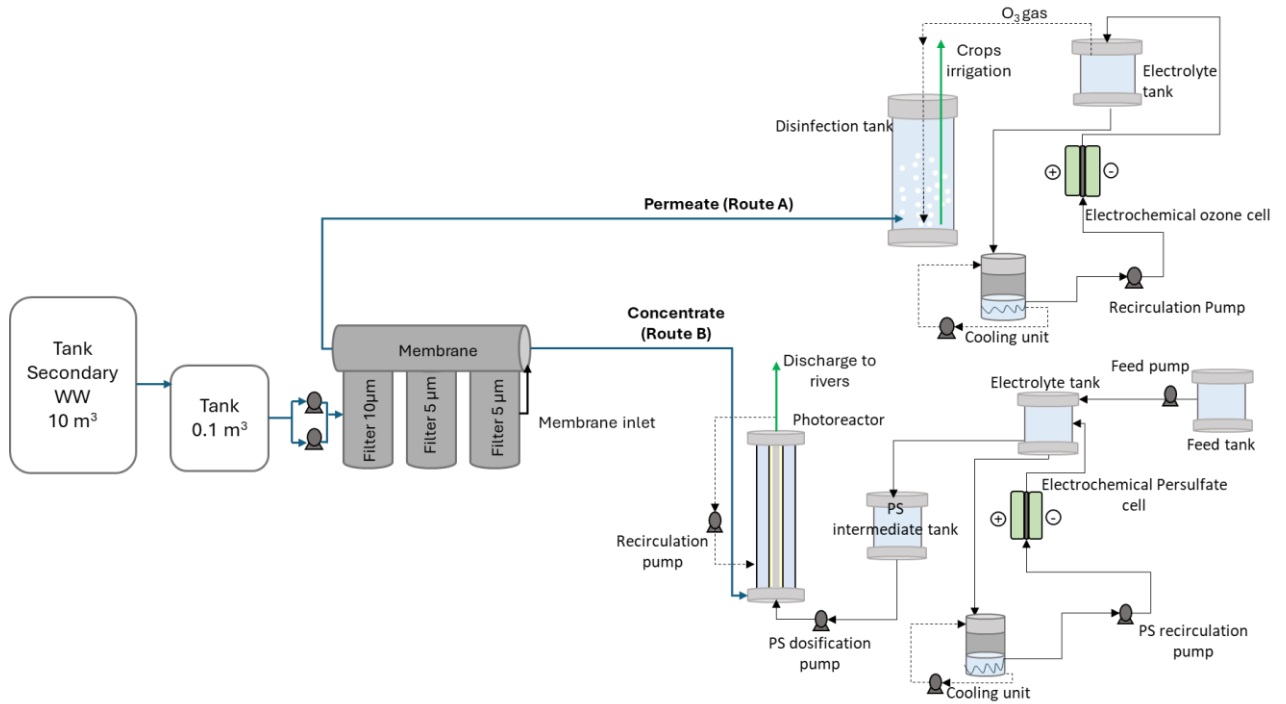 O₃ gas
Crops
irrigation
Electrolyte
tank
Disinfection tank
+
-
Permeate (Route A)
Electrochemical ozone cell
Recirculation Pump
Cooling unit
Concentrate
(Route B)
Tank
Secondary
WW
10 m³
Tank
0.1 m³
Membrane
Filter 10µm
Filter 5 µm
Filter 5 µm
Membrane inlet
Discharge to
rivers
Photoreactor
Recirculation
pump
PS dosification
pump
PS
intermediate tank
Electrolyte tank
Feed pump
Feed tank
Electrochemical Persulfate
cell
+
-
PS recirculation
pump
Cooling unit